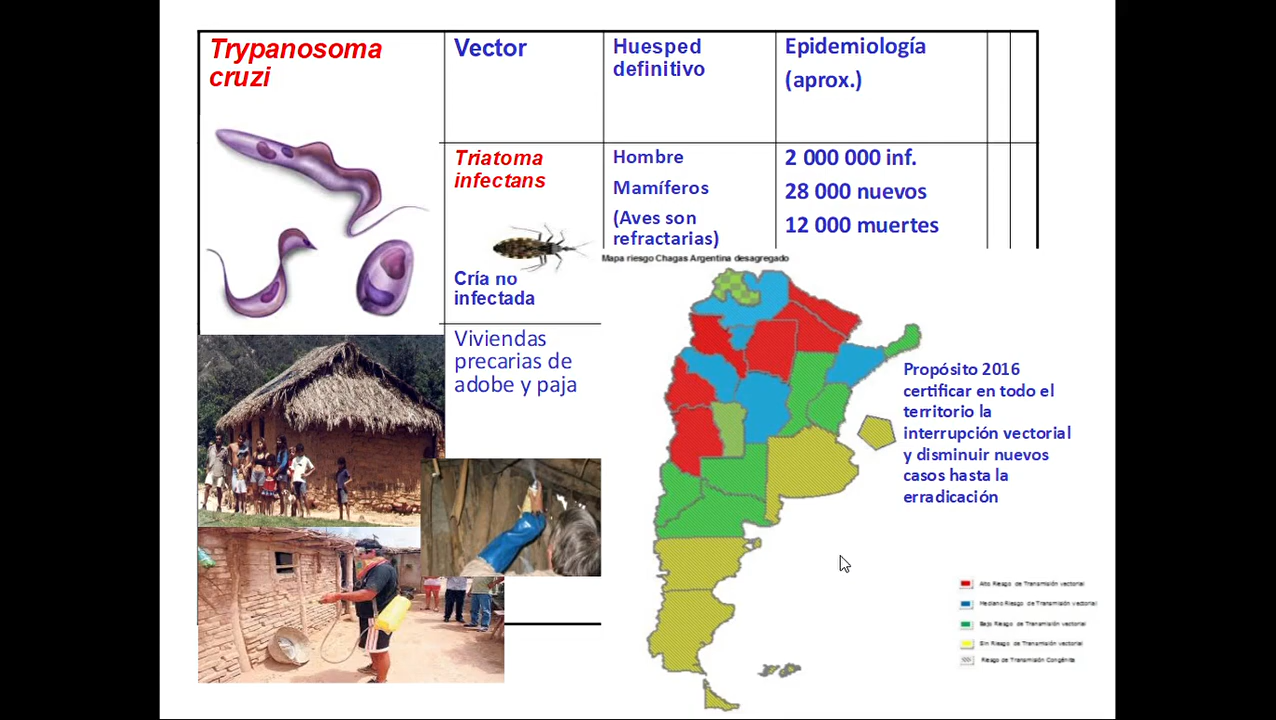 Trypanosoma
cruzi
Vector
Huesped
definitivo
Epidemiología
(aprox.)
Triatoma
infectans
Cría no
infectada
Hombre
Mamíferos
(Aves son
refractarias)
2 000 000 inf.
28 000 nuevos
12 000 muertes
Viviendas
precarias de
adobe y paja
Mapa riesgo Chagas Argentina desagregado
Propósito 2016
certificar en todo el
territorio la
interrupción vectorial
y disminuir nuevos
casos hasta la
erradicación
Alto Riesgo de Transmisión vectorial
Mediano Riesgo de Transmisión vectorial
Bajo Riesgo de Transmisión vectorial
Sin Riesgo de Transmisión vectorial
Riesgo de Transmisión Congénita